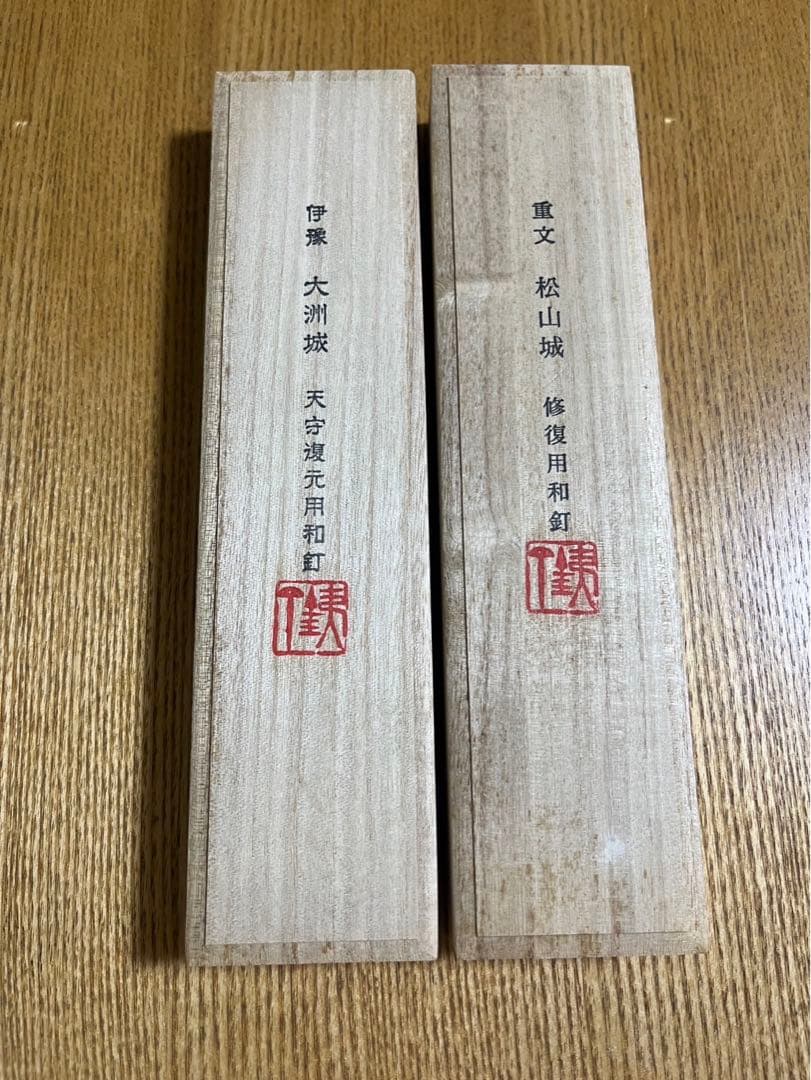 重文 松山城 修復用和釘
伊豫 大洲城 天守復元用和釘